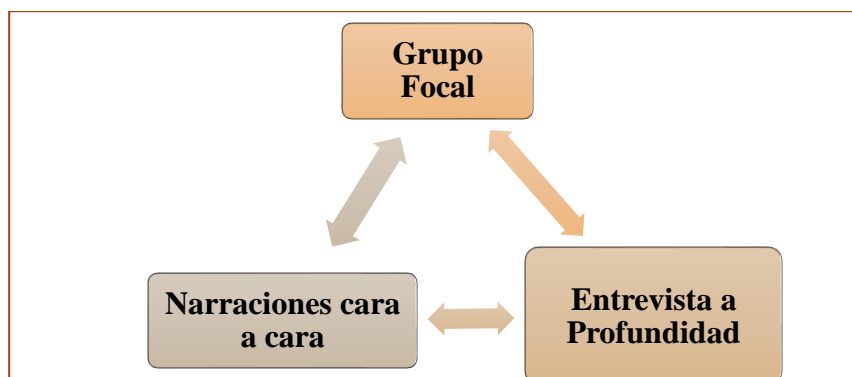 Grupo
Focal
Narraciones cara
a cara
Entrevista a
Profundidad